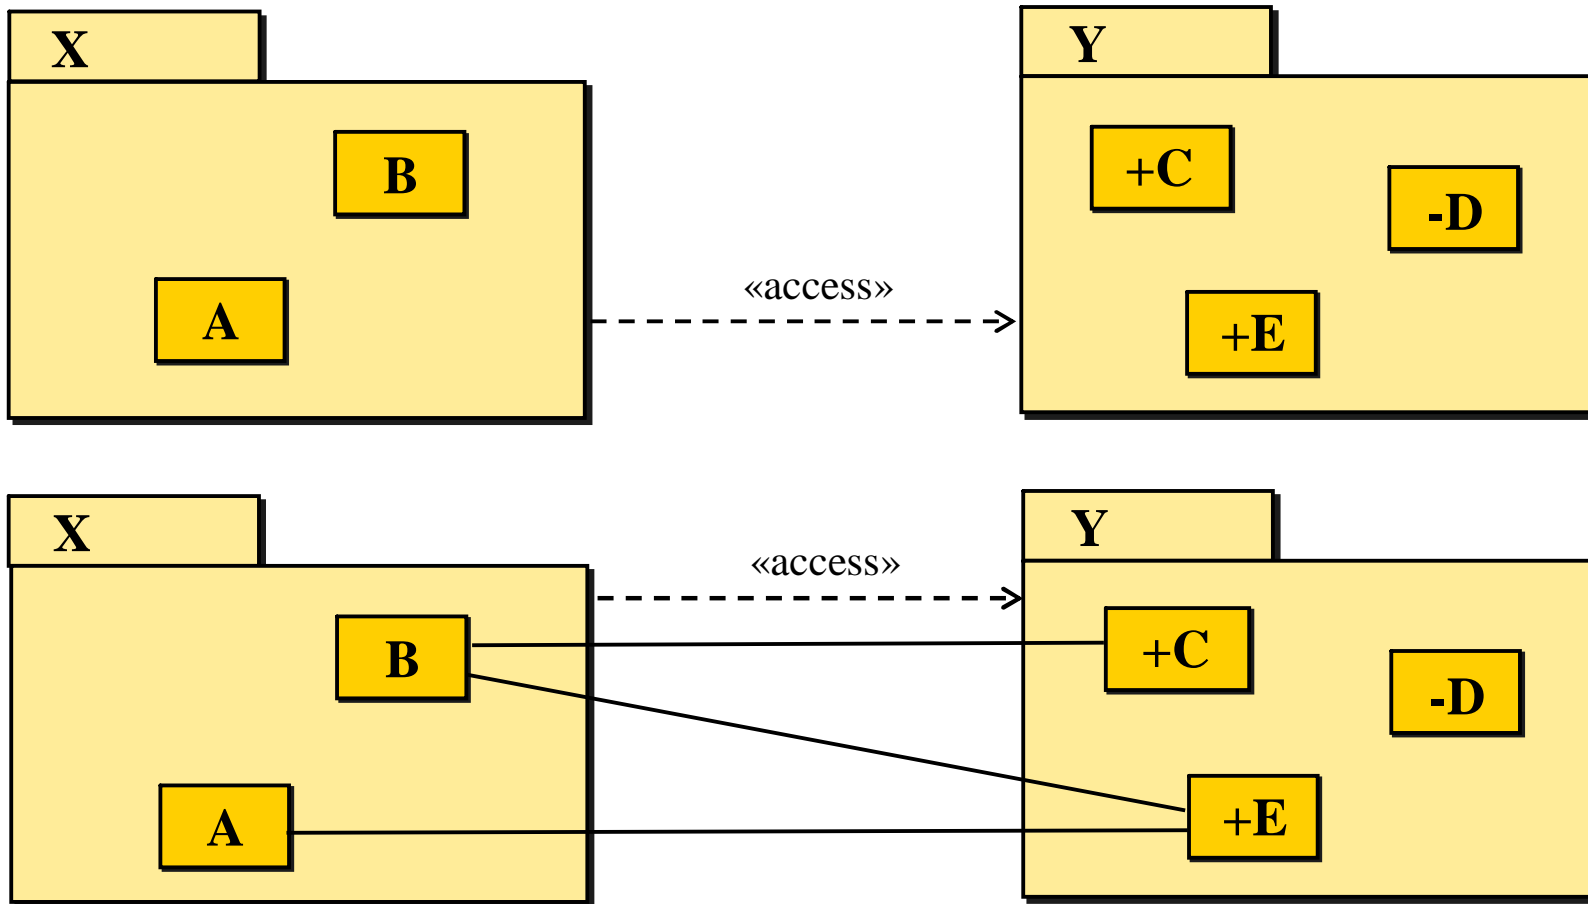 X
Y
B
+C
-D
«access»
A
+E
X
Y
«access»
B
+C
-D
A
+E